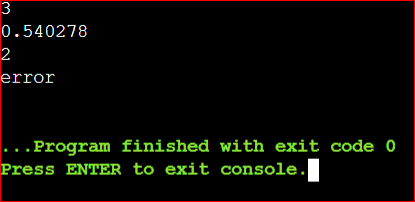 3
0.540278
2
error
...Program finished with exit code 0
Press ENTER to exit console.